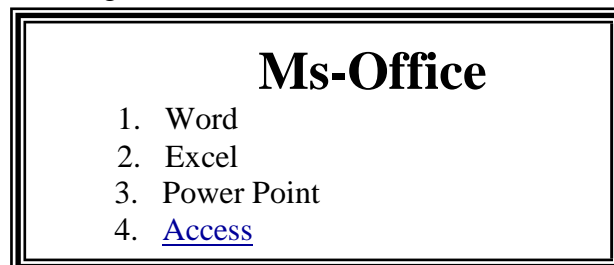 Ms-Office
1. Word
2. Excel
3. Power Point
4. Access